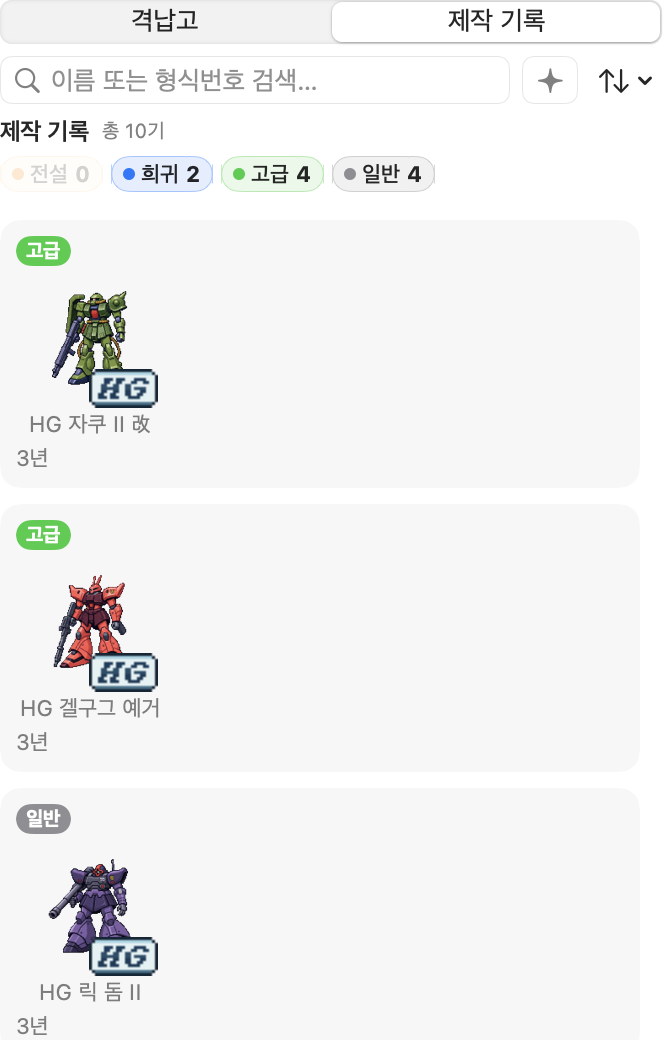 격납고 제작 기록
이름 또는 형식번호 검색...
제작 기록 총 10기
전설 0 희귀 2 고급 4 일반 4
고급
HG
HG 자쿠 II 改
3년
고급
HG
HG 겔구그 예거
3년
일반
HG
HG 릭 돔 II
3년